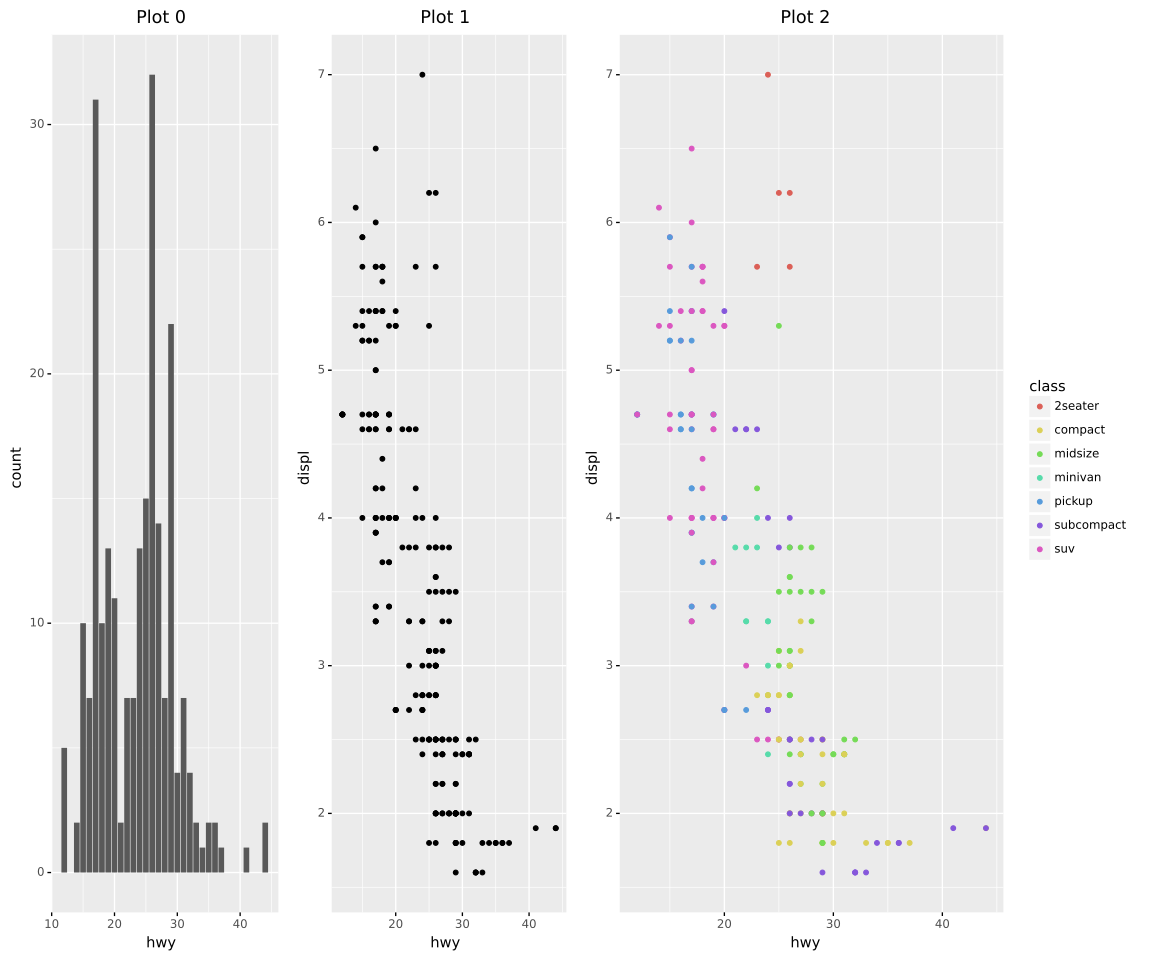 Plot 0
Plot 1
Plot 2
30
20
10
0
count
10 20 30 40
hwy
7
6
5
4
3
2
displ
20 30 40
hwy
7
6
5
4
3
2
displ
20 30 40
hwy
class
2seater
compact
midsize
minivan
pickup
subcompact
suv